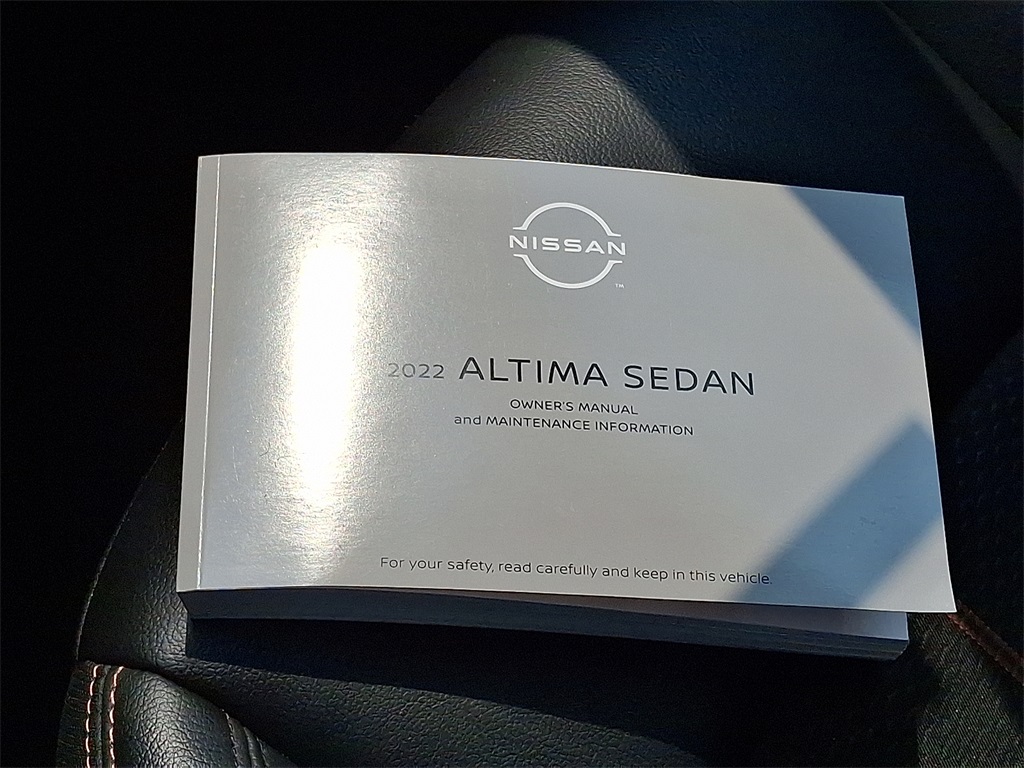 NISSAN
TM
2022 ALTIMA SEDAN
OWNER'S MANUAL
and MAINTENANCE INFORMATION
For your safety, read carefully and keep in this vehicle.